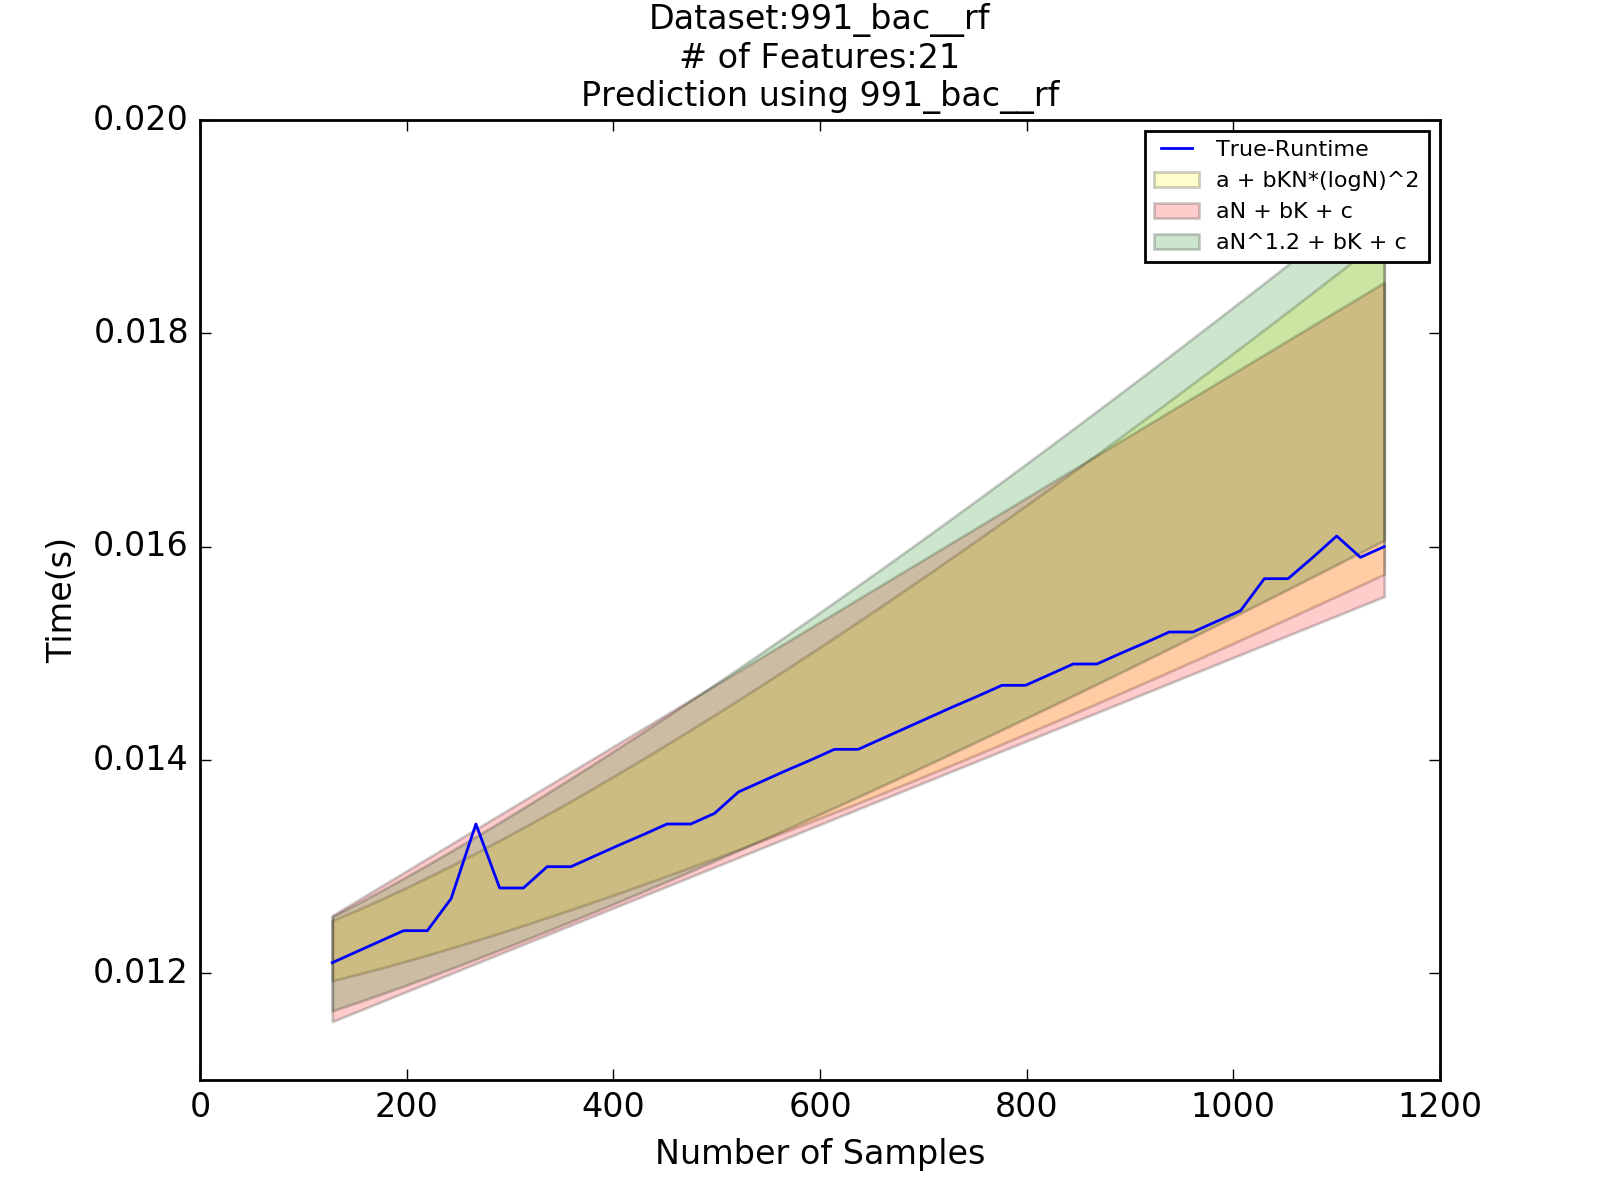 Dataset:991_bac__rf
# of Features:21
Prediction using 991_bac__rf
True-Runtime
a + bKN*(logN)^2
aN + bK + c
aN^1.2 + bK + c
0.020
0.018
0.016
0.014
0.012
Time(s)
0 200 400 600 800 1000 1200
Number of Samples